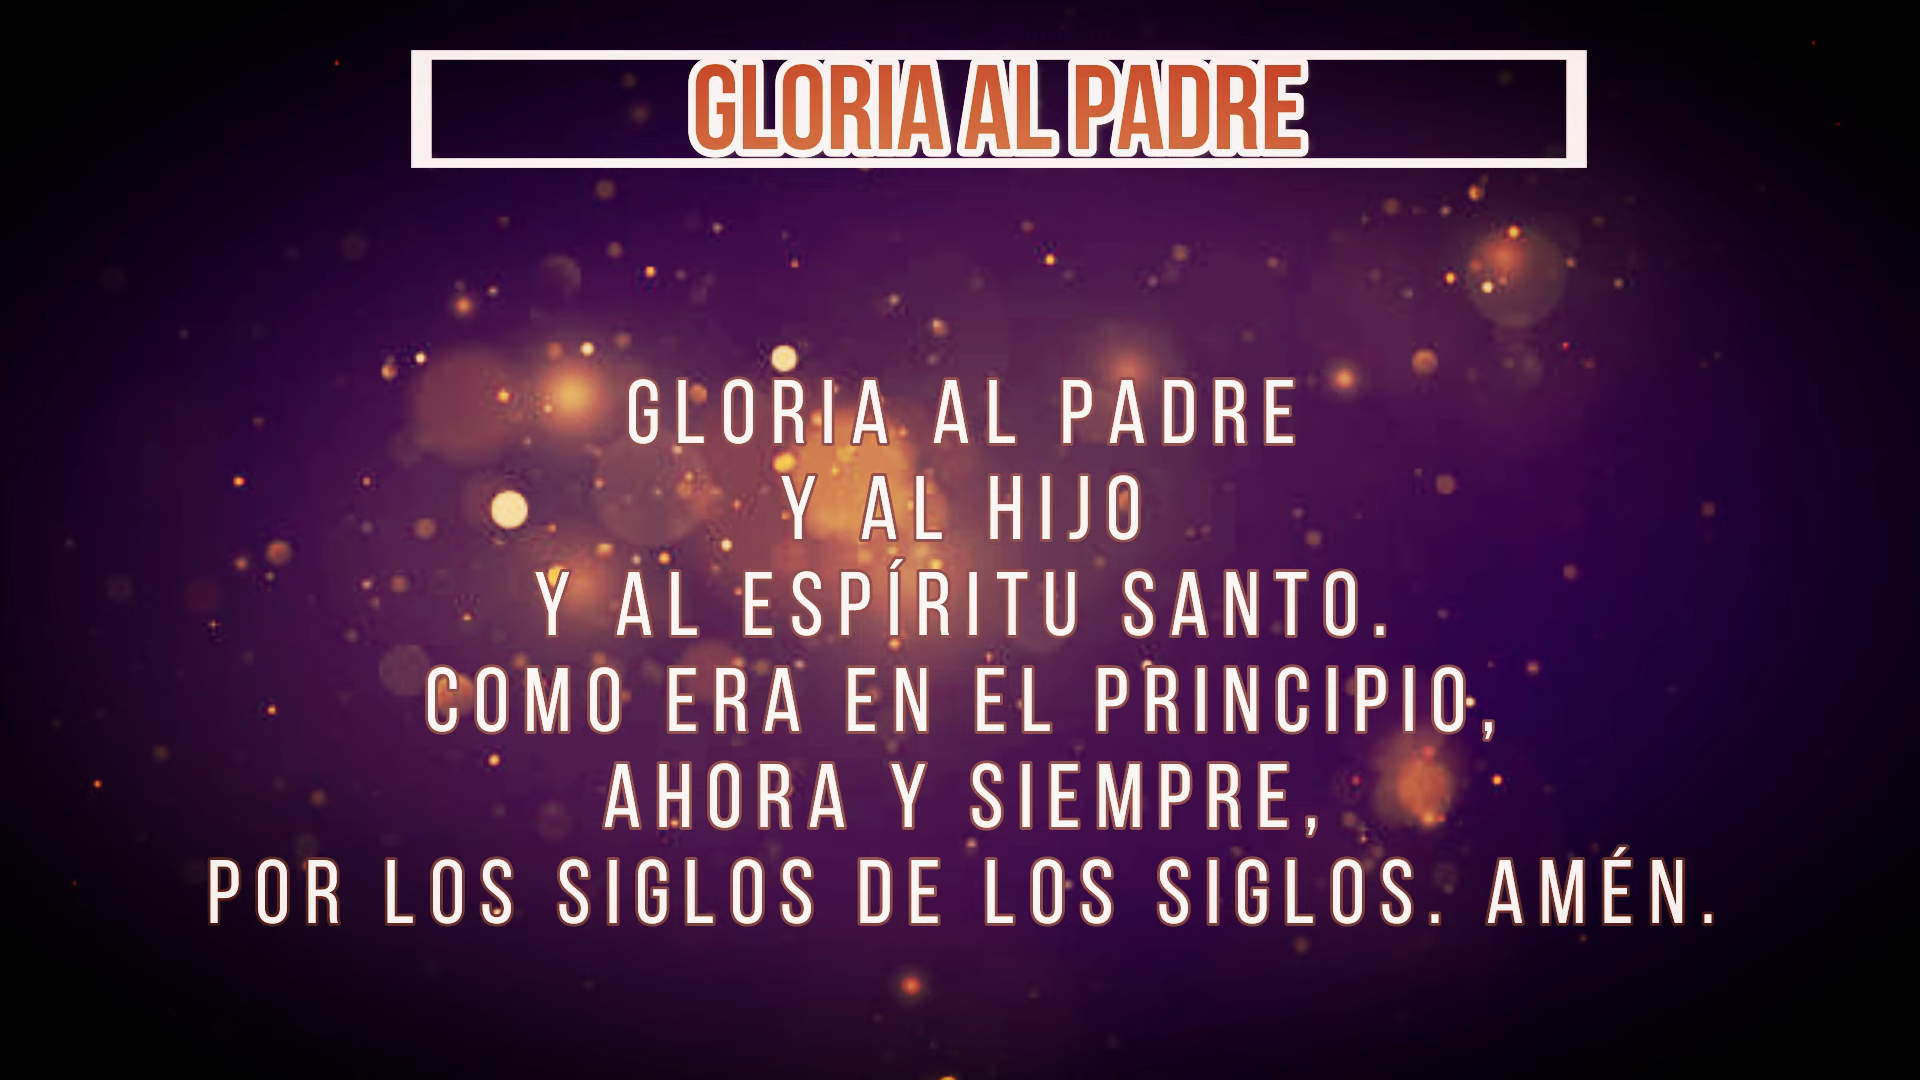 GLORIA AL PADRE
GLORIA AL PADRE
Y AL HIJO
Y AL ESPÍRITU SANTO.
COMO ERA EN EL PRINCIPIO,
AHORA Y SIEMPRE,
POR LOS SIGLOS DE LOS SIGLOS. AMÉN.